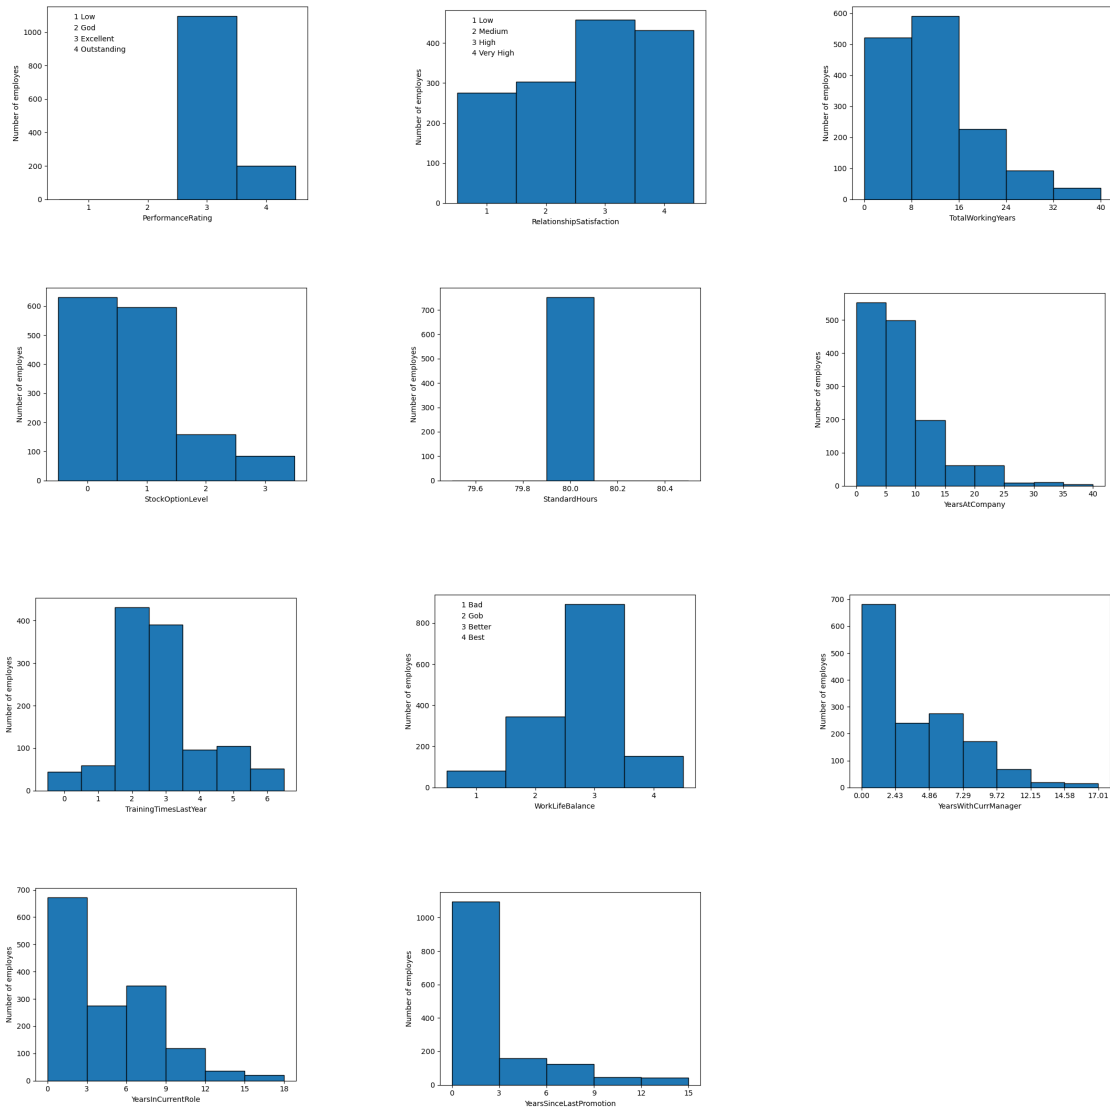 1 Low
2 God
3 Excellent
4 Outstanding
Number of employes
1000
800
600
400
200
0
1 2 3 4
PerformanceRating
1 Low
2 Medium
3 High
4 Very High
Number of employes
400
300
200
100
0
1 2 3 4
RelationshipSatisfaction
Number of employes
600
500
400
300
200
100
0
0 8 16 24 32 40
TotalWorkingYears
Number of employes
600
500
400
300
200
100
0
0 1 2 3
StockOptionLevel
Number of employes
700
600
500
400
300
200
100
0
79.6 79.8 80.0 80.2 80.4
StandardHours
Number of employes
500
400
300
200
100
0
0 5 10 15 20 25 30 35 40
YearsAtCompany
Number of employes
400
300
200
100
0
0 1 2 3 4 5 6
TrainingTimesLastYear
1 Bad
2 Gob
3 Better
4 Best
Number of employes
800
600
400
200
0
1 2 3 4
WorkLifeBalance
Number of employes
700
600
500
400
300
200
100
0
0.00 2.43 4.86 7.29 9.72 12.15 14.58 17.01
YearsWithCurrManager
Number of employes
700
600
500
400
300
200
100
0
0 3 6 9 12 15 18
YearsInCurrentRole
Number of employes
1000
800
600
400
200
0
0 3 6 9 12 15
YearsSinceLastPromotion